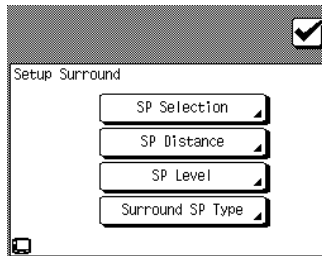 Setup Surround
SP Selection
SP Distance
SP Level
Surround SP Type